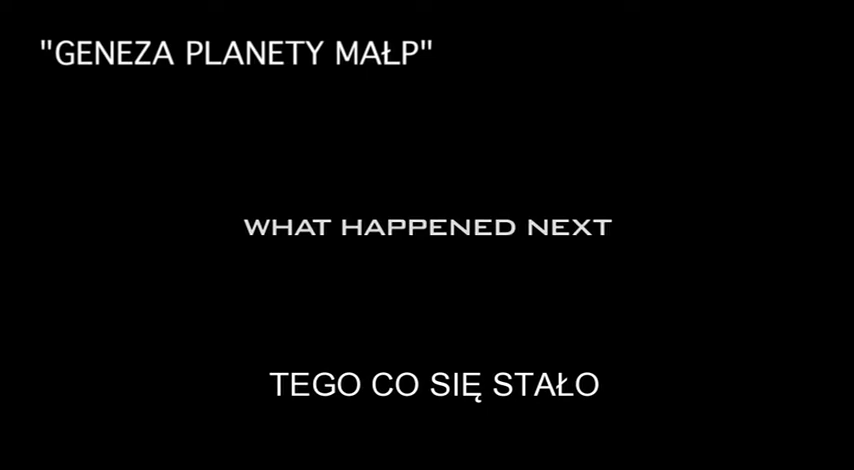 "GENEZA PLANETY MAŁP"
WHAT HAPPENED NEXT
TEGO CO SIĘ STAŁO